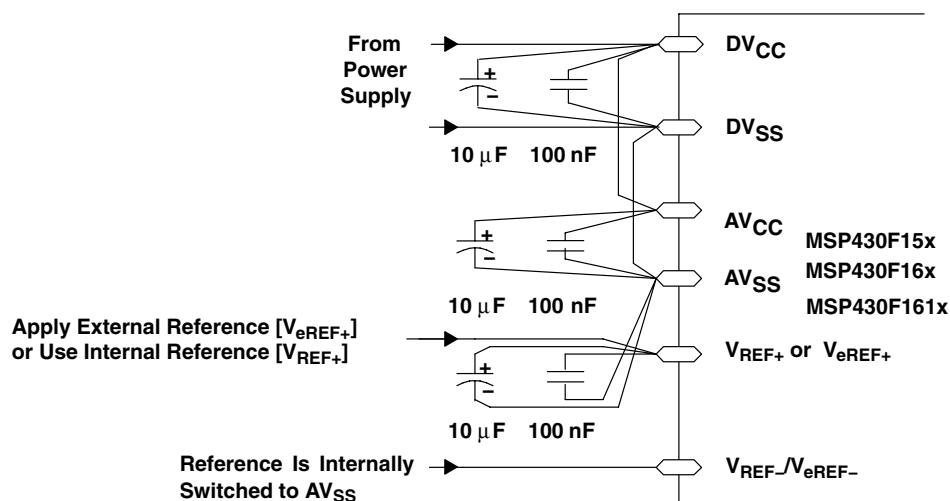 From
Power
Supply
+
−
DVCC
DVSS
10 μF 100 nF
+
−
AVCC
AVSS
MSP430F15x
MSP430F16x
MSP430F161x
10 μF 100 nF
Apply External Reference [VeREF+]
or Use Internal Reference [VREF+]
+
−
VREF+ or VeREF+
10 μF 100 nF
Reference Is Internally
Switched to AVSS
VREF−/VeREF−